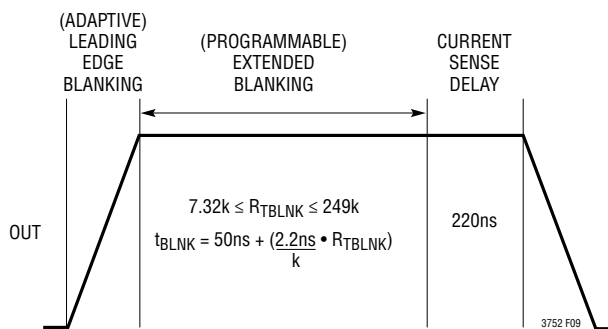 (ADAPTIVE)
LEADING
EDGE
BLANKING
(PROGRAMMABLE)
EXTENDED
BLANKING
CURRENT
SENSE
DELAY
OUT
7.32k ≤ RTBLNK ≤ 249k
tBLNK = 50ns + (2.2ns/k • RTBLNK)
220ns
3752 F09